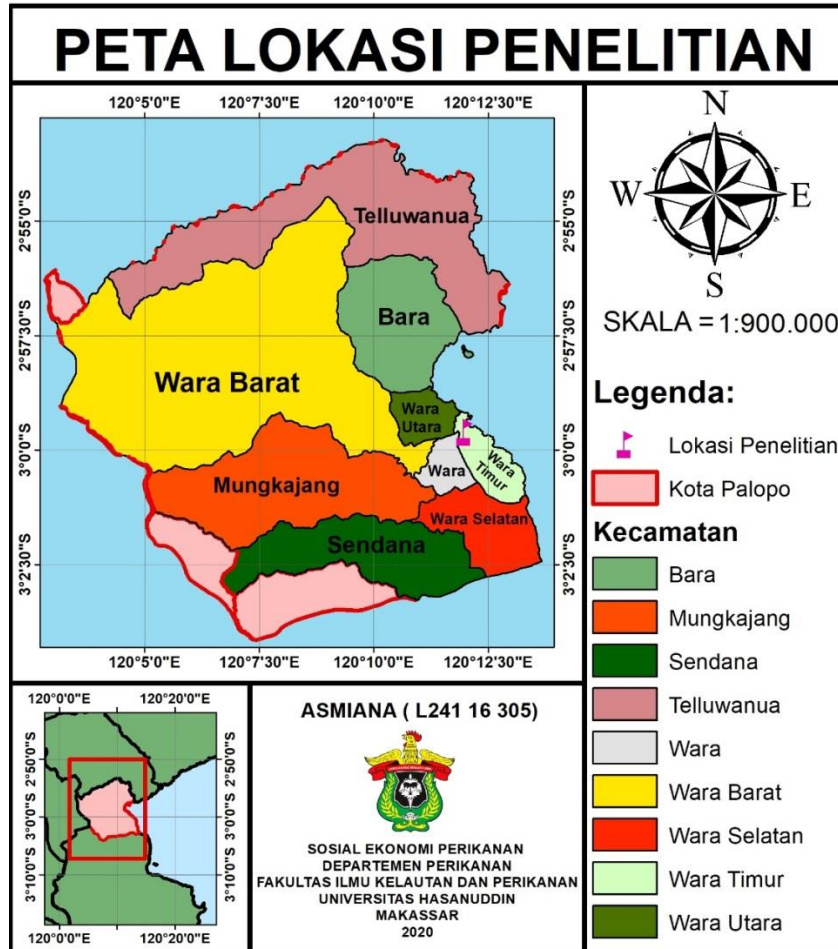 PETA LOKASI PENELITIAN
120°5'0"E 120°7'30"E 120°10'0"E 120°12'30"E
2°55'0"S
2°57'30"S
3°0'0"S
3°2'30"S
2°55'0"S
2°57'30"S
3°0'0"S
3°2'30"S
Telluwanua
Bara
Wara Barat
Wara
Utara
Wara
Wara
Timur
Mungkajang
Wara Selatan
Sendana
120°5'0"E 120°7'30"E 120°10'0"E 120°12'30"E
N
W E
S
SKALA = 1:900.000
Legenda:
Lokasi Penelitian
Kota Palopo
Kecamatan
Bara
Mungkajang
Sendana
Telluwanua
Wara
Wara Barat
Wara Selatan
Wara Timur
Wara Utara
120°0'0"E 120°20'0"E
2°50'0"S
3°0'0"S
3°10'0"S
2°50'0"S
3°0'0"S
3°10'0"S
120°0'0"E 120°20'0"E
ASMIANA ( L241 16 305)
SOSIAL EKONOMI PERIKANAN
DEPARTEMEN PERIKANAN
FAKULTAS ILMU KELAUTAN DAN PERIKANAN
UNIVERSITAS HASANUDDIN
MAKASSAR
2020